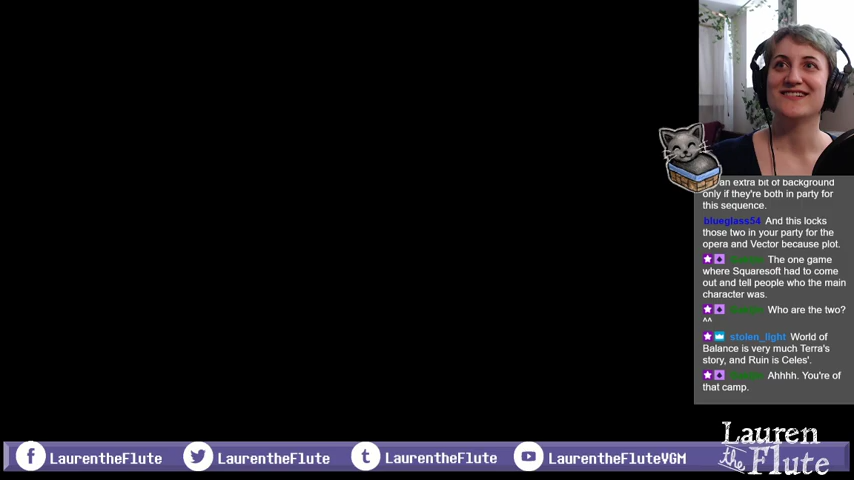 an extra bit of background
only if they're both in party for
this sequence.
blueglass54 And this locks
those two in your party for the
opera and Vector because plot.
The one game
where Squaresoft had to come
out and tell people who the main
character was.
Who are the two?
^^
stolen_light World of
Balance is very much Terra's
story, and Ruin is Celes'.
Ahhhh. You're of
that camp.
LaurentheFlute
LaurentheFlute
LaurentheFlute
LaurentheFluteVGM
Lauren
the Flute